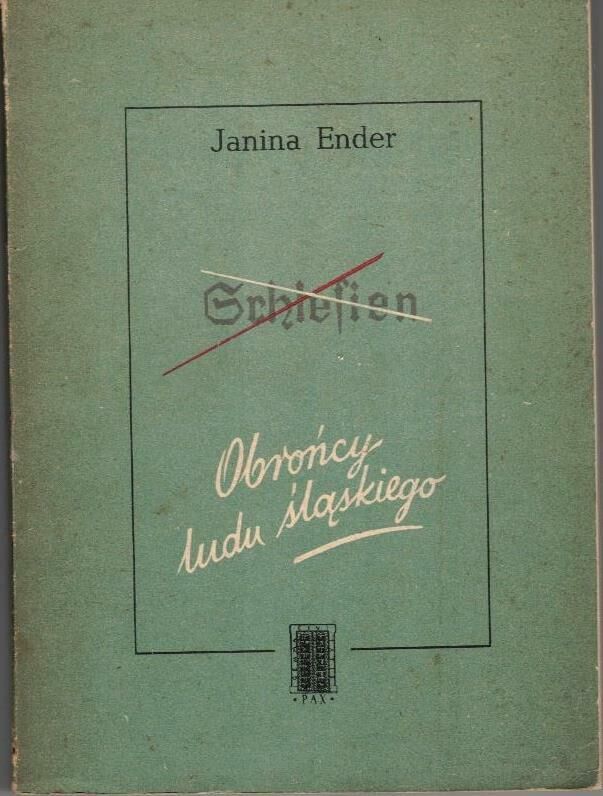 Janina Ender
Schlesien
Obrońcy
ludu śląskiego
• PAX •